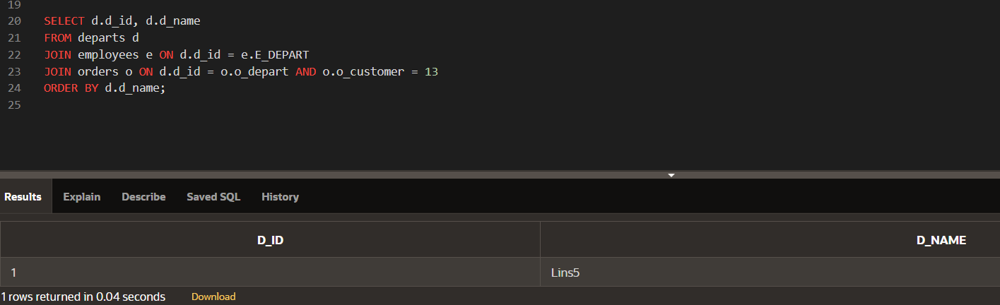 19
20 SELECT d.d_id, d.d_name
21 FROM departs d
22 JOIN employees e ON d.d_id = e.E_DEPART
23 JOIN orders o ON d.d_id = o.o_depart AND o.o_customer = 13
24 ORDER BY d.d_name;
25
Results Explain Describe Saved SQL History
D_ID D_NAME
1 Lins5
1 rows returned in 0.04 seconds Download